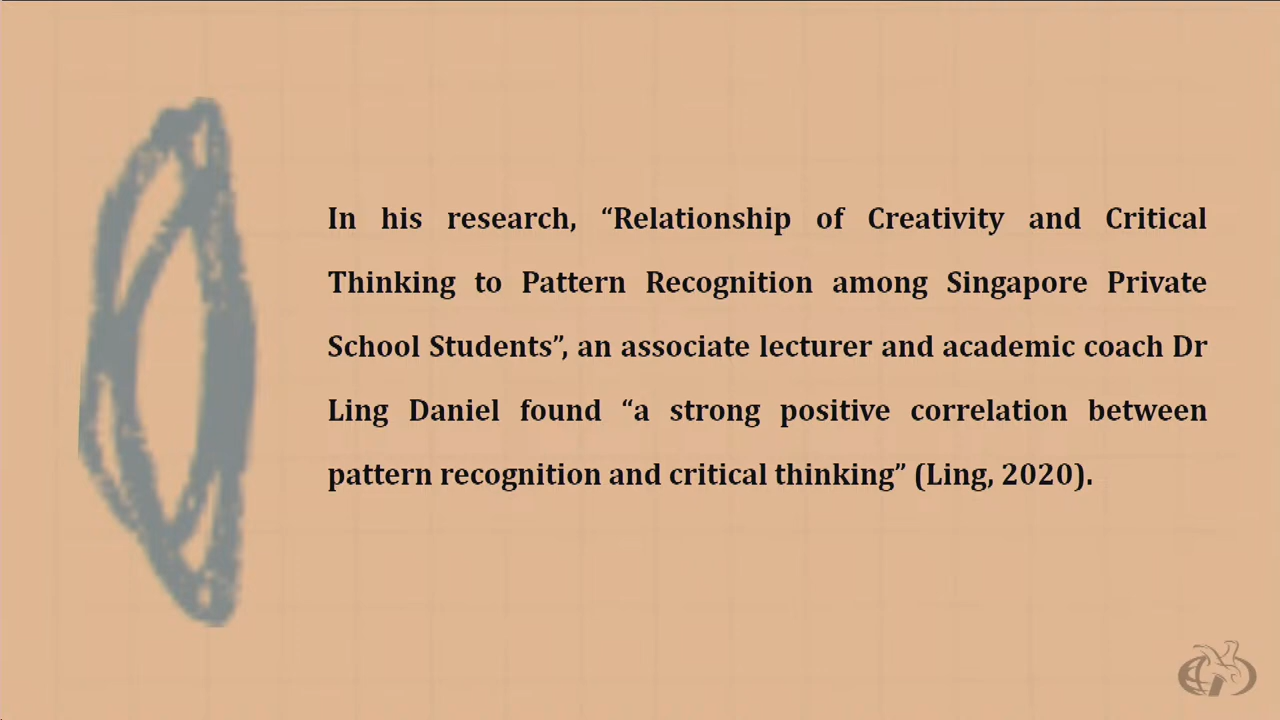 In his research, “Relationship of Creativity and Critical
Thinking to Pattern Recognition among Singapore Private
School Students”, an associate lecturer and academic coach Dr
Ling Daniel found “a strong positive correlation between
pattern recognition and critical thinking” (Ling, 2020).